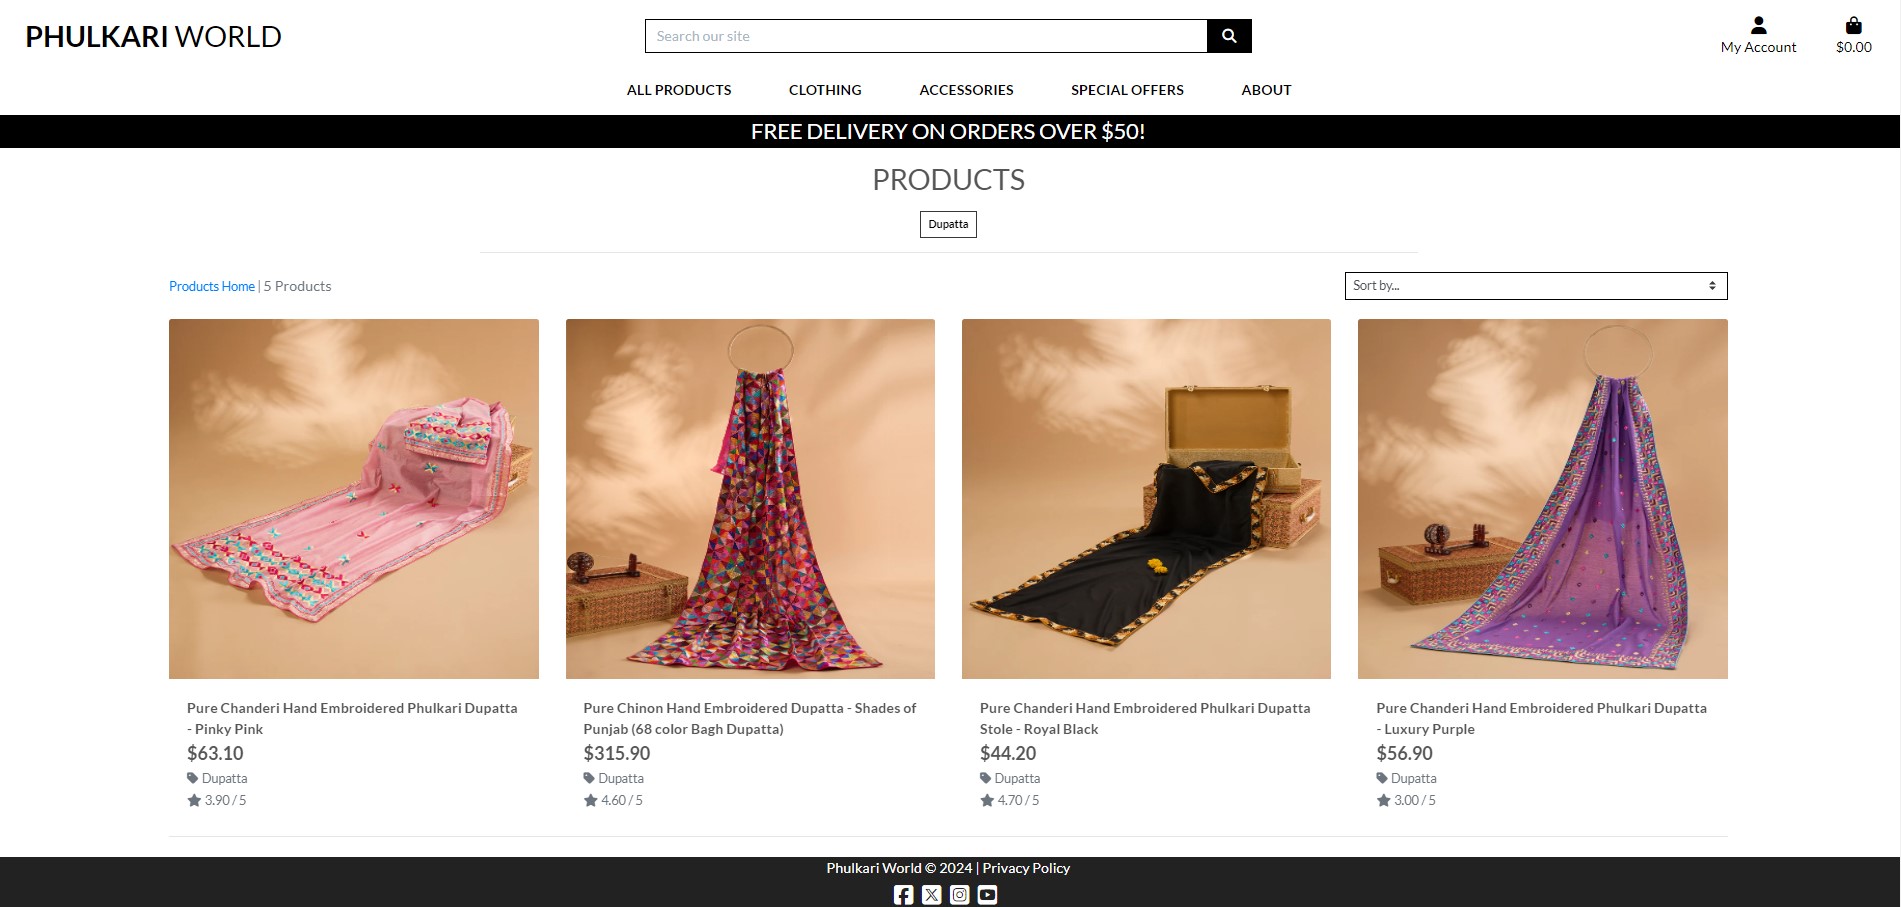 PHULKARI WORLD
Search our site
My Account
$0.00
ALL PRODUCTS
CLOTHING
ACCESSORIES
SPECIAL OFFERS
ABOUT
FREE DELIVERY ON ORDERS OVER $50!
PRODUCTS
Dupatta
Products Home | 5 Products
Sort by...
Pure Chanderi Hand Embroidered Phulkari Dupatta
- Pinky Pink
$63.10
Dupatta
3.90 / 5
Pure Chinon Hand Embroidered Dupatta - Shades of
Punjab (68 color Bagh Dupatta)
$315.90
Dupatta
4.60 / 5
Pure Chanderi Hand Embroidered Phulkari Dupatta
Stole - Royal Black
$44.20
Dupatta
4.70 / 5
Pure Chanderi Hand Embroidered Phulkari Dupatta
- Luxury Purple
$56.90
Dupatta
3.00 / 5
Phulkari World © 2024 | Privacy Policy